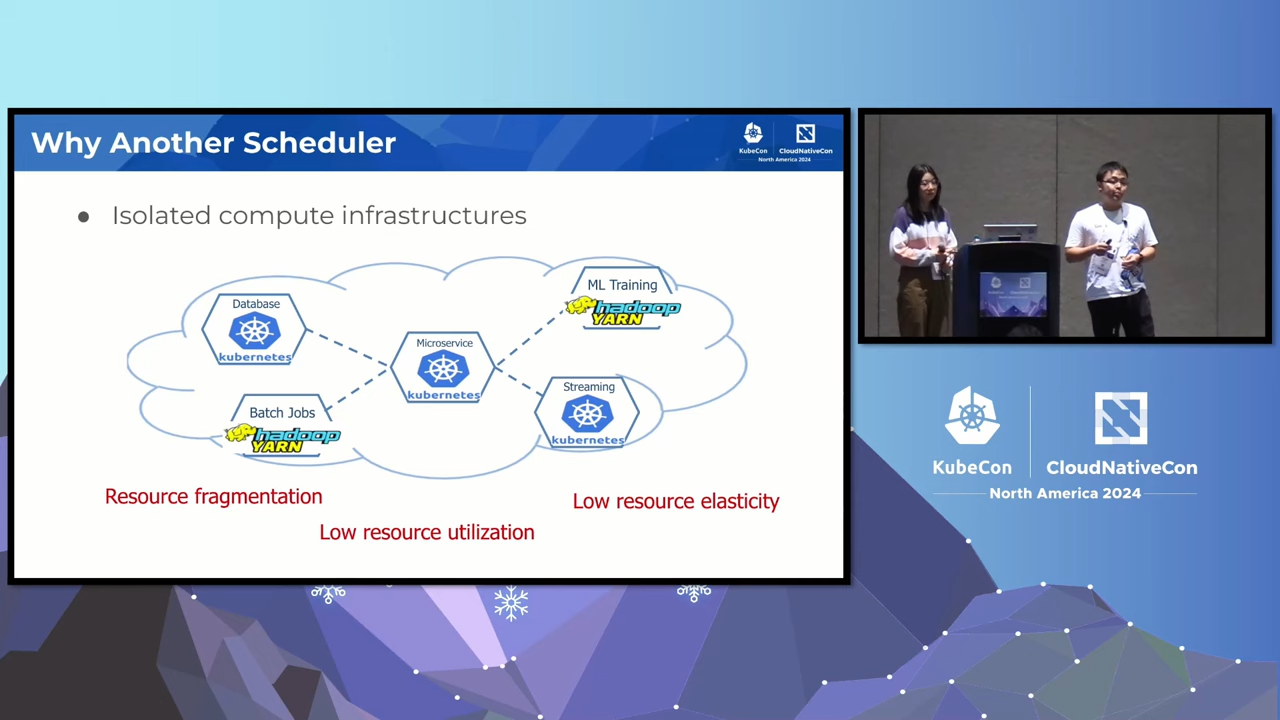 Why Another Scheduler
KubeCon
CloudNativeCon
North America 2024
● Isolated compute infrastructures
Database
kubernetes
Batch Jobs
hadoop
YARN
Microservice
kubernetes
ML Training
hadoop
YARN
Streaming
kubernetes
Resource fragmentation
Low resource utilization
Low resource elasticity
KubeCon
CloudNativeCon
North America 2024